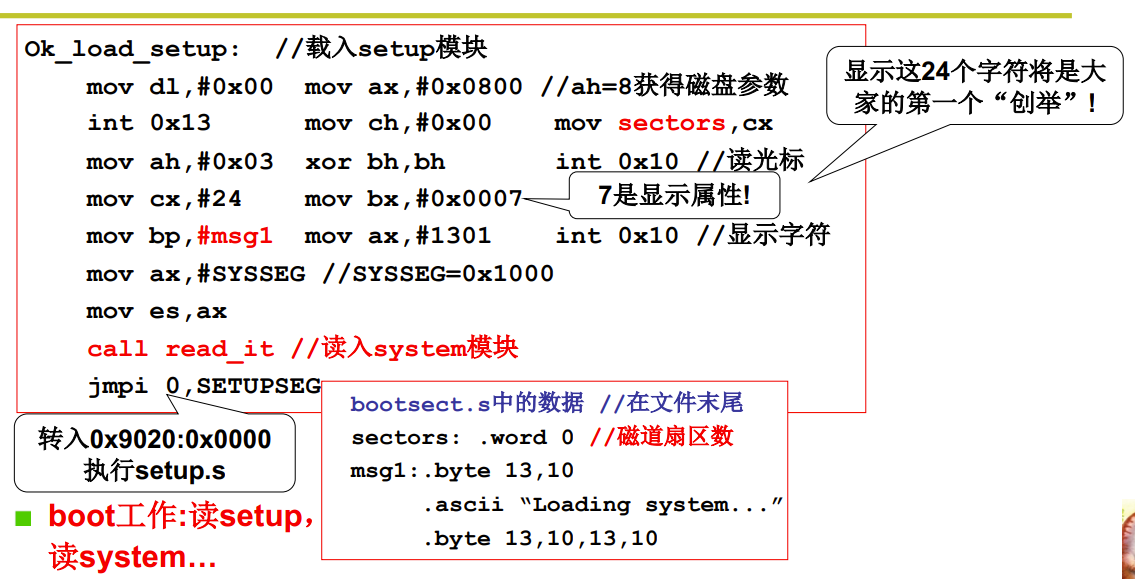 Ok_load_setup: //载入setup模块
mov dl,#0x00 mov ax,#0x0800 //ah=8获得磁盘参数
int 0x13 mov ch,#0x00 mov sectors,cx
mov ah,#0x03 xor bh,bh int 0x10 //读光标
mov cx,#24 mov bx,#0x0007
mov bp,#msg1 mov ax,#1301 int 0x10 //显示字符
mov ax,#SYSSEG //SYSSEG=0x1000
mov es,ax
call read_it //读入system模块
jmpi 0,SETUPSEG
显示这24个字符将是大
家的第一个“创举”!
7是显示属性!
转入0x9020:0x0000
执行setup.s
bootsect.s中的数据 //在文件末尾
sectors: .word 0 //磁道扇区数
msg1:.byte 13,10
.ascii “Loading system...”
.byte 13,10,13,10
boot工作:读setup，
读system…